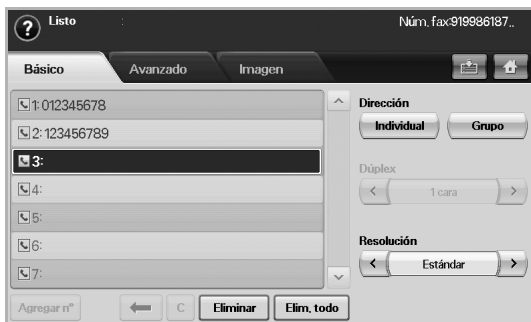 ? Listo : Núm. fax:919986187..
Básico Avanzado Imagen
1: 012345678
2: 123456789
3:
4:
5:
6:
7:
Dirección
Individual Grupo
Dúplex
< 1 cara >
Resolución
< Estándar >
Agregar nº C Eliminar Elim. todo